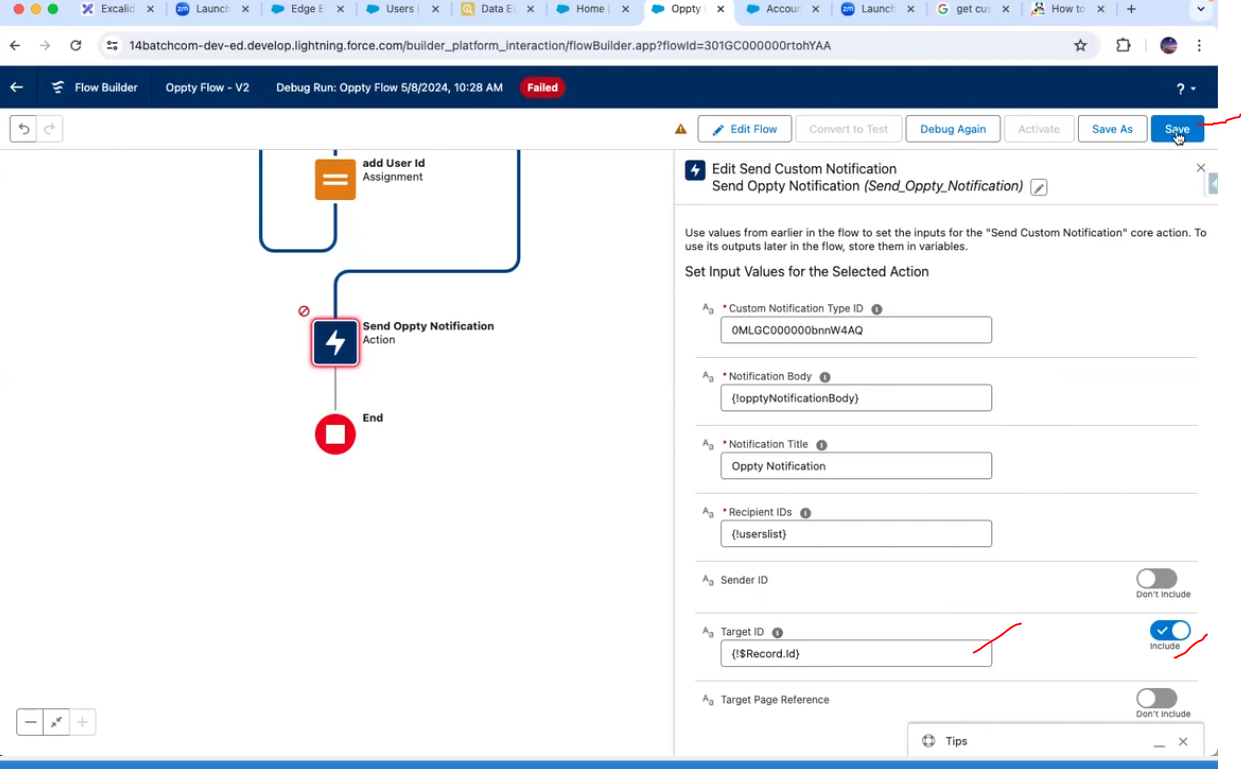 Excalid
Launch
Edge E
Users
Data E
Home
Oppty
Accour
Launch
get cus
How to
14batchcom-dev-ed.develop.lightning.force.com/builder_platform_interaction/flowBuilder.app?flowId=301GC000000rtohYAA
Flow Builder Oppty Flow - V2 Debug Run: Oppty Flow 5/8/2024, 10:28 AM Failed ?
Edit Flow Convert to Test Debug Again Activate Save As Save
add User Id
Assignment
Send Oppty Notification
Action
End
Edit Send Custom Notification
Send Oppty Notification (Send_Oppty_Notification)
Use values from earlier in the flow to set the inputs for the "Send Custom Notification" core action. To
use its outputs later in the flow, store them in variables.
Set Input Values for the Selected Action
Aa * Custom Notification Type ID
0MLGC000000bnnW4AQ
Aa * Notification Body
{!opptyNotificationBody}
Aa * Notification Title
Oppty Notification
Aa * Recipient IDs
{!userslist}
Aa Sender ID
Don't Include
Aa Target ID
Include
{!$Record.Id}
Aa Target Page Reference
Don't Include
Tips